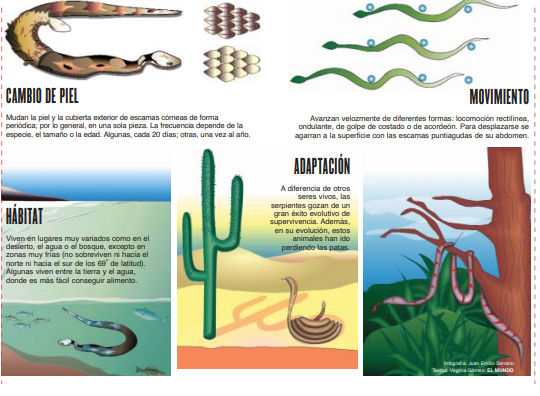 CAMBIO DE PIEL
Mudan la piel y la cubierta exterior de escamas córneas de forma
periódica; por lo general, en una sola pieza. La frecuencia depende de la
especie, el tamaño o la edad. Algunas, cada 20 días; otras, una vez al año.
MOVIMIENTO
Avanzan velozmente de diferentes formas: locomoción rectilínea,
ondulante, de golpe de costado o de acordeón. Para desplazarse se
agarran a la superficie con las escamas puntiagudas de su abdomen.
HÁBITAT
Viven en lugares muy variados como en el
desierto, el agua o el bosque, excepto en
zonas muy frías (no sobreviven ni hacia el
norte ni hacia el sur de los 69° de latitud).
Algunas viven entre la tierra y el agua,
donde es más fácil conseguir alimento.
ADAPTACIÓN
A diferencia de otros
seres vivos, las
serpientes gozan de un
gran éxito evolutivo de
supervivencia. Además,
en su evolución, estos
animales han ido
perdiendo las patas.
Infografía: Juan Emilio Serrano
Textos: Virginia Gómez. EL MUNDO